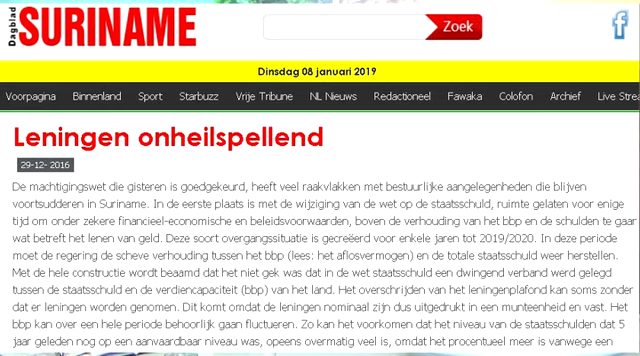 Dagblad
SURINAME
Zoek
f
Dinsdag 08 januari 2019
Voorpagina Binnenland Sport Starbuzz Vrije Tribune NL Nieuws Redactioneel Fawaka Colofon Archief Live Strea
Leningen onheilspellend
29-12- 2016
De machtigingswet die gisteren is goedgekeurd, heeft veel raakvlakken met bestuurlijke aangelegenheden die blijven
voortsudderen in Suriname. In de eerste plaats is met de wijziging van de wet op de staatsschuld, ruimte gelaten voor enige
tijd om onder zekere financieel-economische en beleidsvoorwaarden, boven de verhouding van het bbp en de schulden te gaar
wat betreft het lenen van geld. Deze soort overgangssituatie is gecreëerd voor enkele jaren tot 2019/2020. In deze periode
moet de regering de scheve verhouding tussen het bbp (lees: het aflosvermogen) en de totale staatsschuld weer herstellen.
Met de hele constructie wordt beaamd dat het niet gek was dat in de wet staatsschuld een dwingend verband werd gelegd
tussen de staatsschuld en de verdiencapaciteit (bbp) van het land. Het overschrijden van het leningenplafond kan soms zonder
dat er leningen worden genomen. Dit komt omdat de leningen nominaal zijn dus uitgedrukt in een munteenheid en vast. Het
bbp kan over een hele periode behoorlijk gaan fluctueren. Zo kan het voorkomen dat het niveau van de staatsschulden dat 5
jaar geleden nog op een aanvaardbaar niveau was, opeens overmatig veel is, omdat het procentueel meer is vanwege een